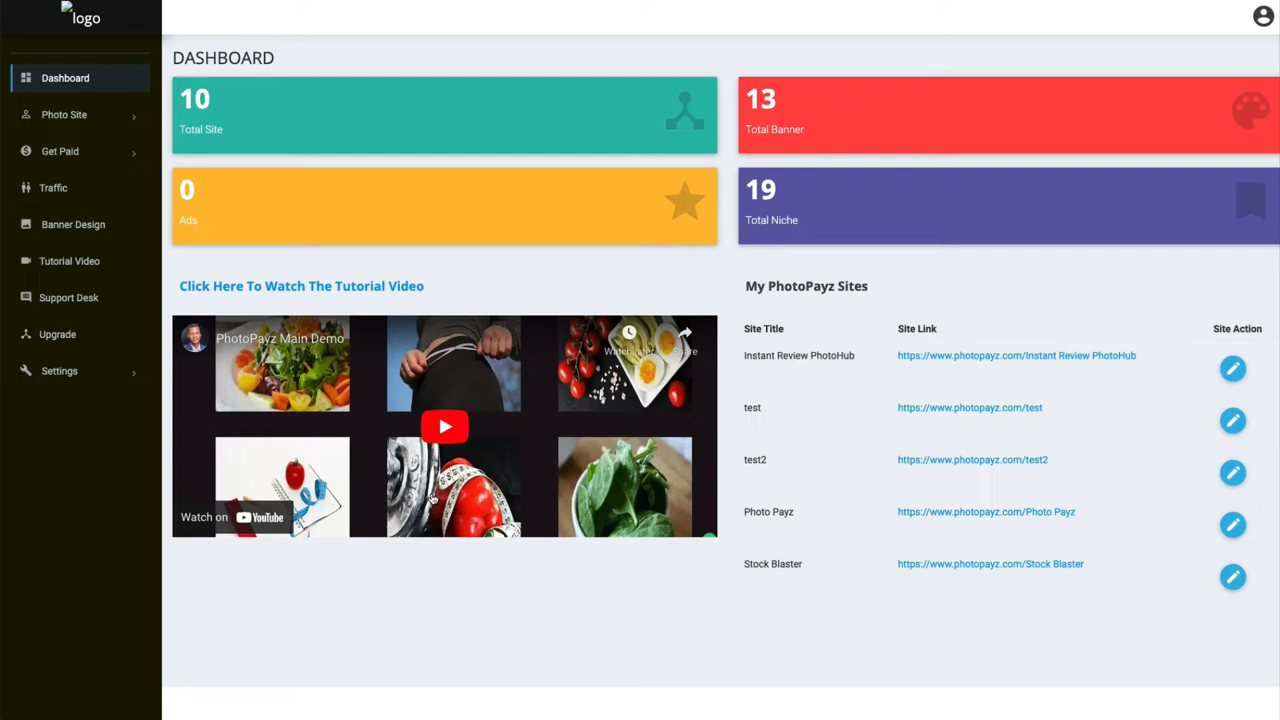 logo
Dashboard
Photo Site
Get Paid
Traffic
Banner Design
Tutorial Video
Support Desk
Upgrade
Settings
DASHBOARD
10
Total Site
13
Total Banner
0
Ads
19
Total Niche
Click Here To Watch The Tutorial Video
PhotoPayz Main Demo
Watch later
Share
Watch on YouTube
My PhotoPayz Sites
Site Title Site Link Site Action
Instant Review PhotoHub https://www.photopayz.com/Instant Review PhotoHub
test https://www.photopayz.com/test
test2 https://www.photopayz.com/test2
Photo Payz https://www.photopayz.com/Photo Payz
Stock Blaster https://www.photopayz.com/Stock Blaster